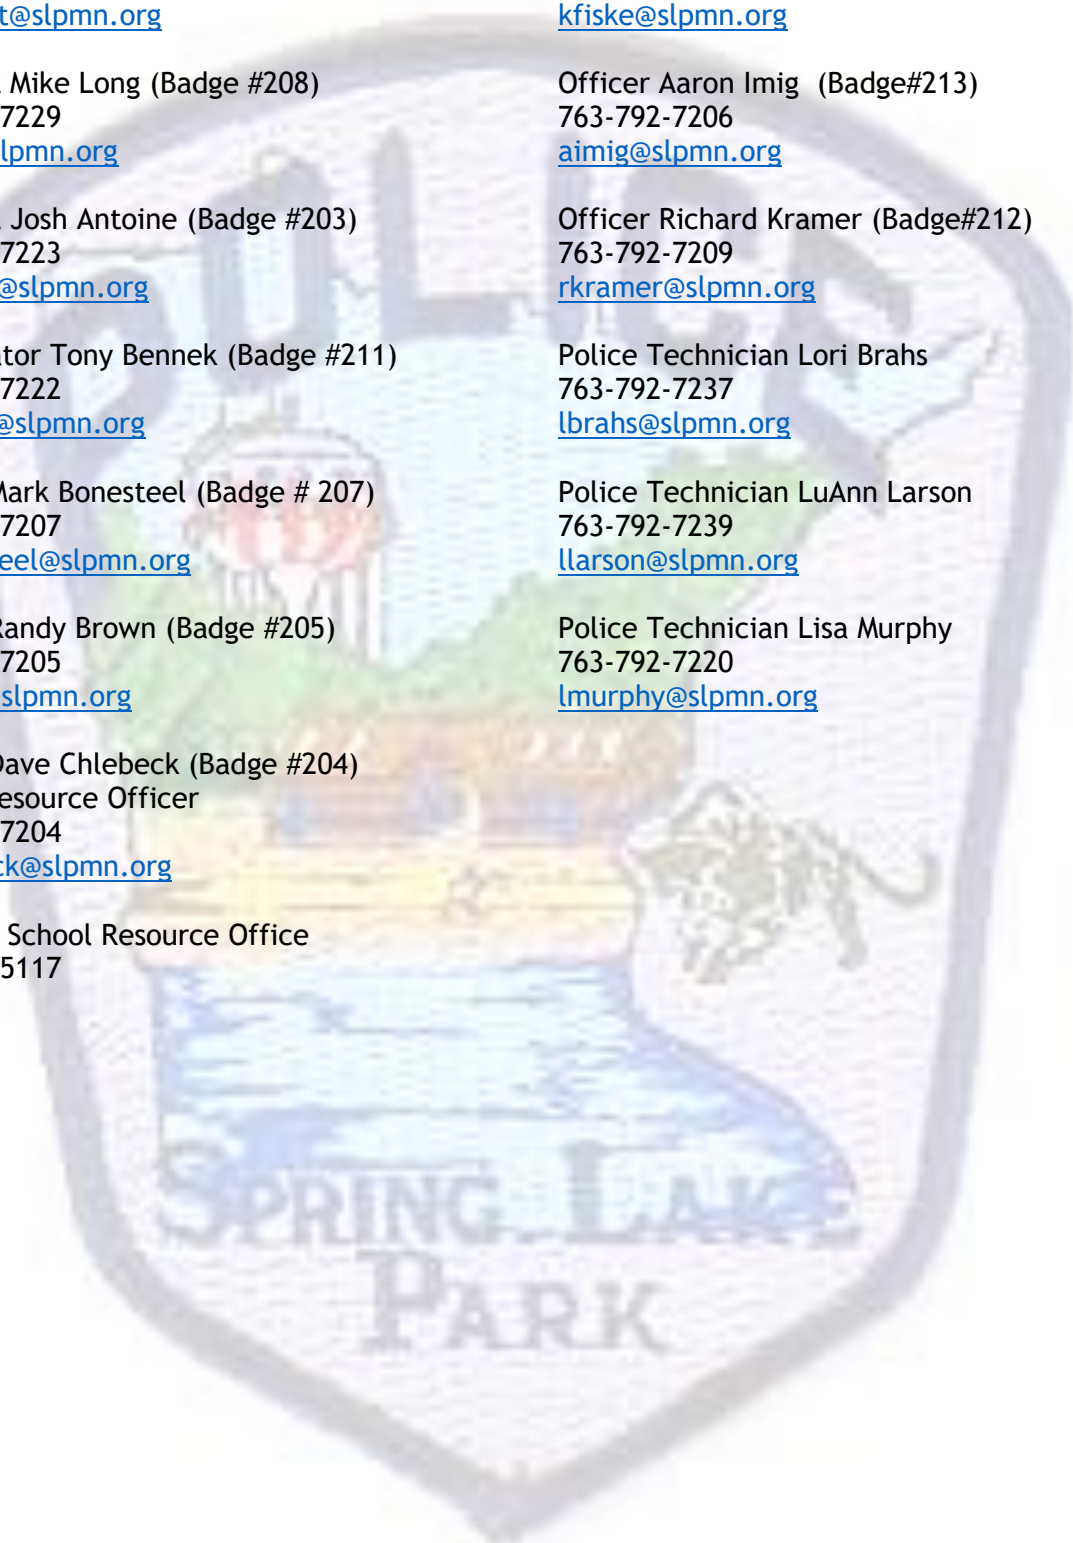 t@slpmn.org
Mike Long (Badge #208)
7229
lpmn.org
Josh Antoine (Badge #203)
7223
@slpmn.org
ator Tony Bennek (Badge #211)
7222
@slpmn.org
Mark Bonesteel (Badge # 207)
7207
eel@slpmn.org
Randy Brown (Badge #205)
7205
slpmn.org
Dave Chlebeck (Badge #204)
esource Officer
7204
ck@slpmn.org
School Resource Office
5117
kfiske@slpmn.org
Officer Aaron Imig  (Badge#213)
763-792-7206
aimig@slpmn.org
Officer Richard Kramer (Badge#212)
763-792-7209
rkramer@slpmn.org
Police Technician Lori Brahs
763-792-7237
lbrahs@slpmn.org
Police Technician LuAnn Larson
763-792-7239
llarson@slpmn.org
Police Technician Lisa Murphy
763-792-7220
lmurphy@slpmn.org
POLICE
SPRING LAKE
PARK